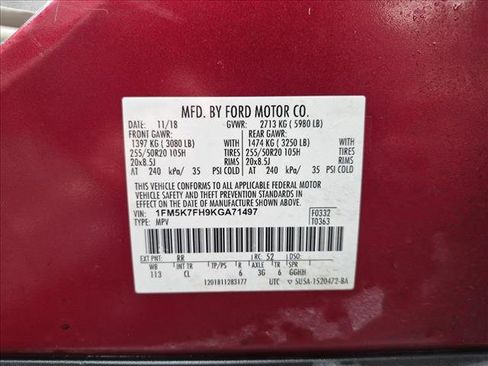 MFD. BY FORD MOTOR CO.
DATE: 11/18 GVWR: 2713 KG ( 5980 LB)
FRONT GAWR: REAR GAWR:
1397 KG ( 3080 LB) WITH 1474 KG ( 3250 LB) WITH
255/50R20 105H TIRES 255/50R20 105H TIRES
20x8.5J RIMS 20x8.5J RIMS
AT 240 kPa/ 35 PSI COLD AT 240 kPa/ 35 PSI COLD
THIS VEHICLE CONFORMS TO ALL APPLICABLE FEDERAL MOTOR
VEHICLE SAFETY AND THEFT PREVENTION STANDARDS IN
EFFECT ON THE DATE OF MANUFACTURE SHOWN ABOVE.
VIN: 1FM5K7FH9KGA71497 F0332
TYPE: MPV T0363
EXT PNT: RR RC: 52 DSO:
WB INT TR TP/PS R AXLE TR SPR
113 CL 6 3G 6 GGHH
1201811283177 UTC ▽ 5U5A-1520472-BA